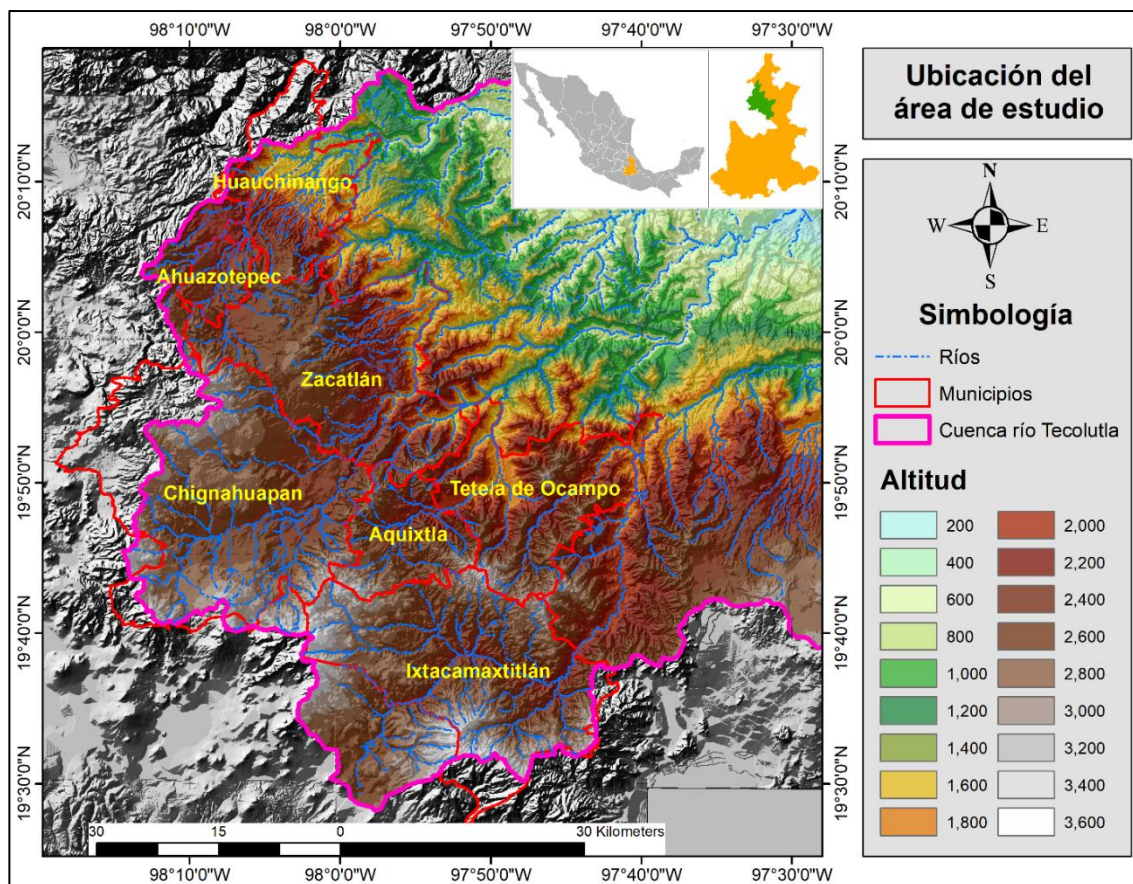 98°10'0"W 98°0'0"W 97°50'0"W 97°40'0"W 97°30'0"W
20°10'0"N
20°0'0"N
19°50'0"N
19°40'0"N
19°30'0"N
Huauchinango
Ahuazotepec
Zacatlán
Chignahuapan
Tetela de Ocampo
Aquixtla
Ixtacamaxtitlán
30 15 0 30 Kilometers
20°10'0"N
20°0'0"N
19°50'0"N
19°40'0"N
19°30'0"N
98°10'0"W 98°0'0"W 97°50'0"W 97°40'0"W 97°30'0"W
Ubicación del
área de estudio
N
W E
S
Simbología
Ríos
Municipios
Cuenca río Tecolutla
Altitud
200 2,000
400 2,200
600 2,400
800 2,600
1,000 2,800
1,200 3,000
1,400 3,200
1,600 3,400
1,800 3,600